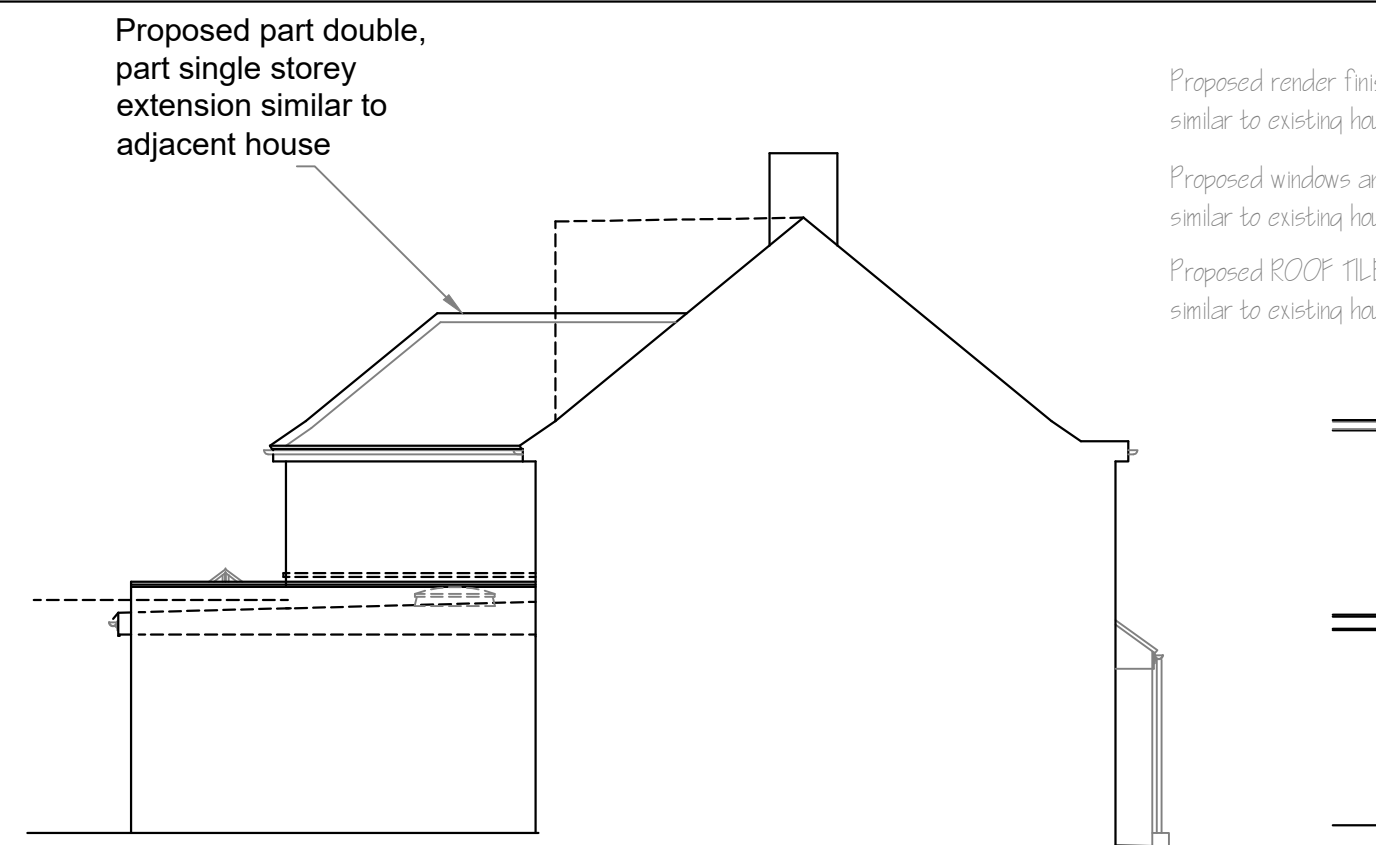 Proposed part double,
part single storey
extension similar to
adjacent house
Proposed render
similar to existing
Proposed windows
similar to existing
Proposed ROOF
similar to existing